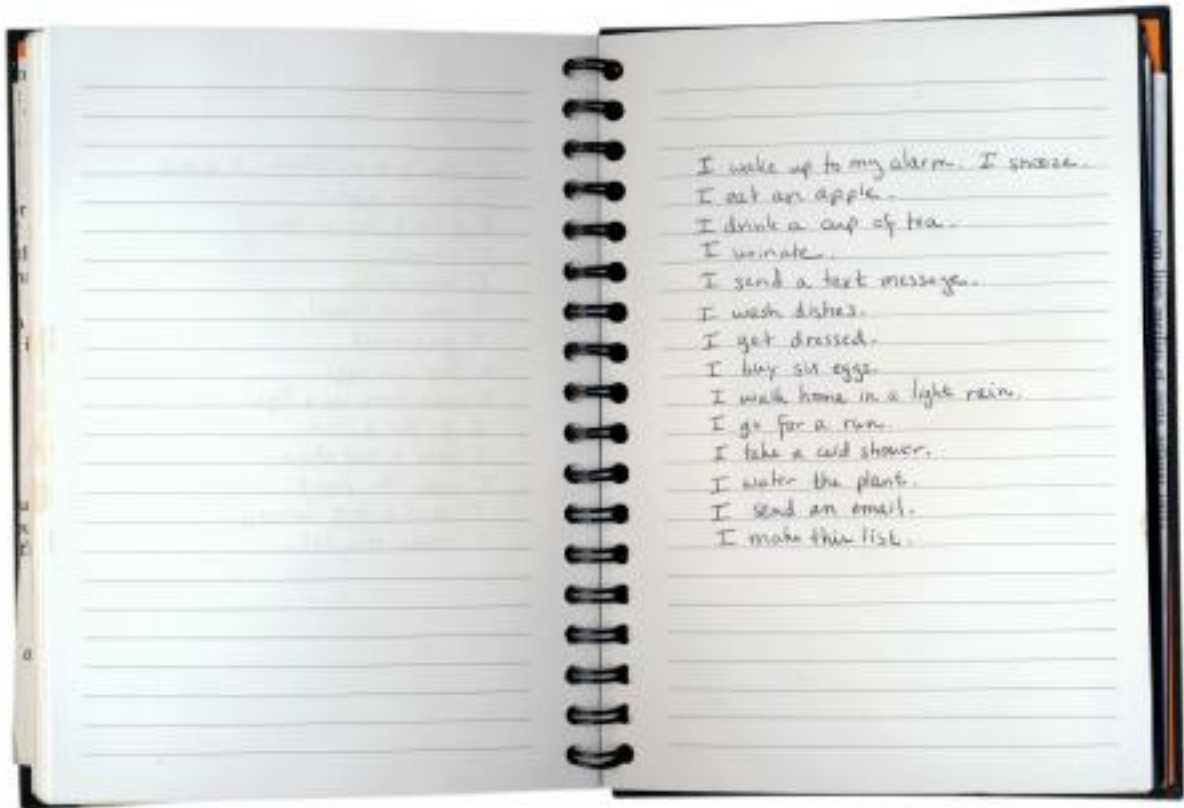 I wake up to my alarm. I snooze.
I eat an apple.
I drink a cup of tea.
I urinate.
I send a text message.
I wash dishes.
I get dressed.
I buy six eggs.
I walk home in a light rain.
I go for a run.
I take a cold shower.
I water the plant.
I send an email.
I make this list.